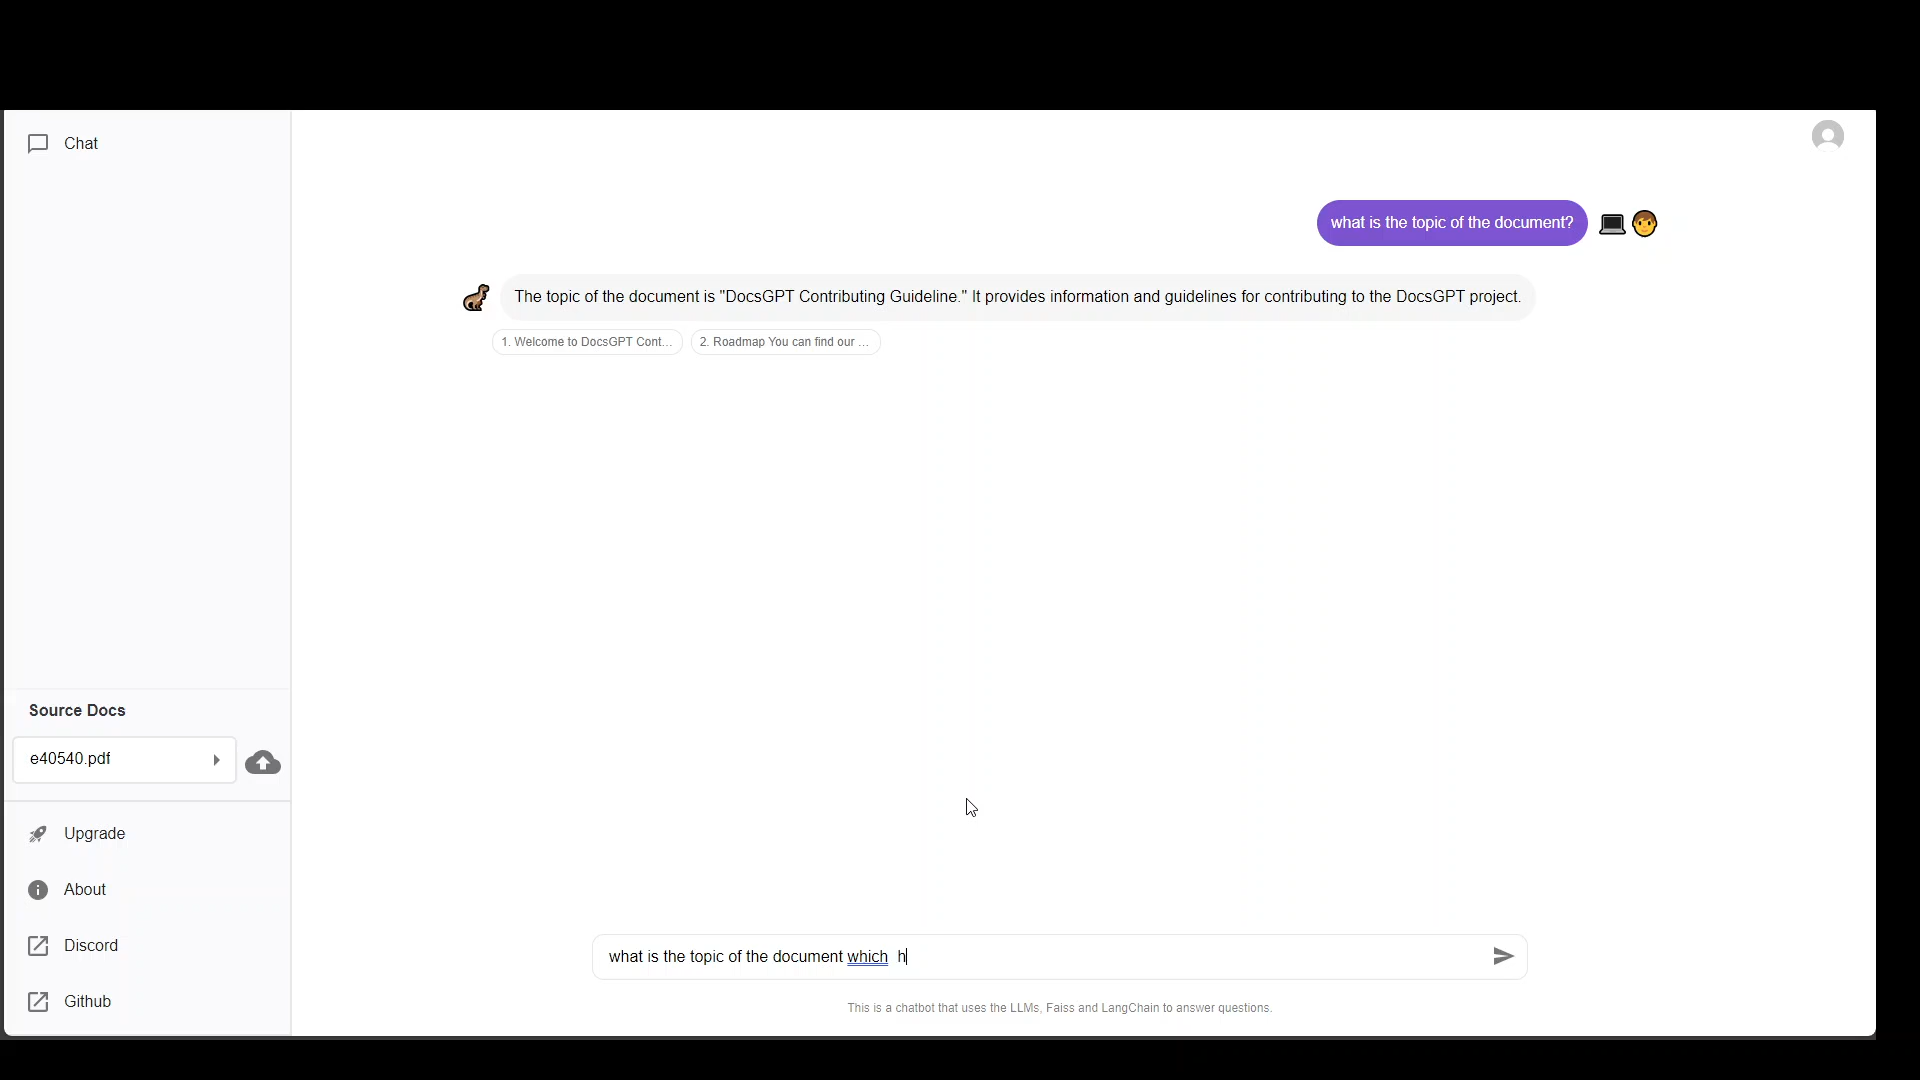 Chat
what is the topic of the document?
The topic of the document is "DocsGPT Contributing Guideline." It provides information and guidelines for contributing to the DocsGPT project.
1. Welcome to DocsGPT Cont...
2. Roadmap You can find our ...
Source Docs
e40540.pdf
Upgrade
About
Discord
Github
what is the topic of the document which  h
This is a chatbot that uses the LLMs, Faiss and LangChain to answer questions.